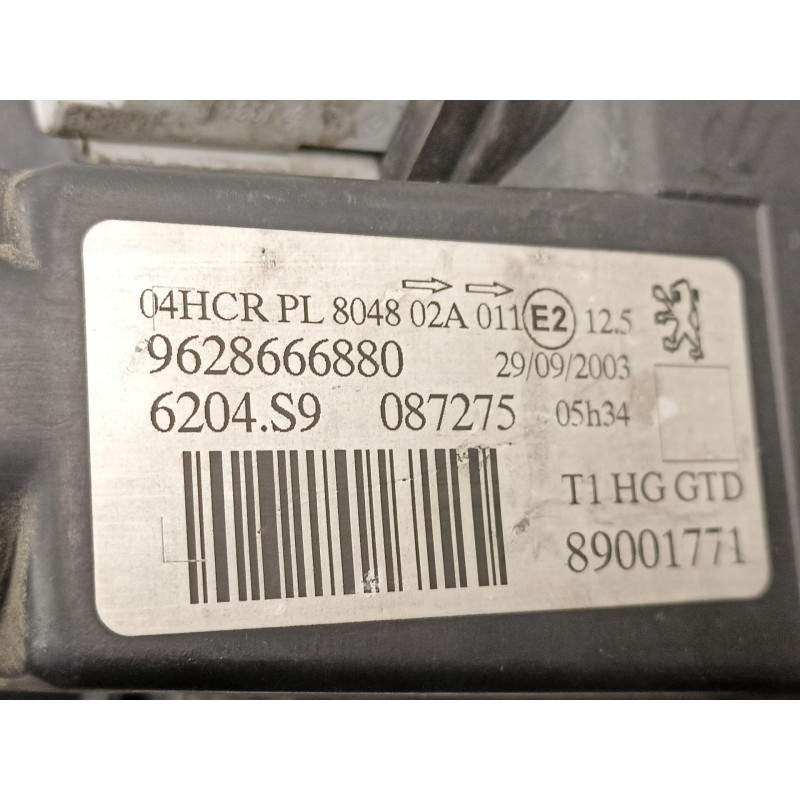 04HCR PL 8048 02A 011 E2 12.5
9628666880 29/09/2003
6204.S9 087275 05h34
T1 HG GTD
89001771